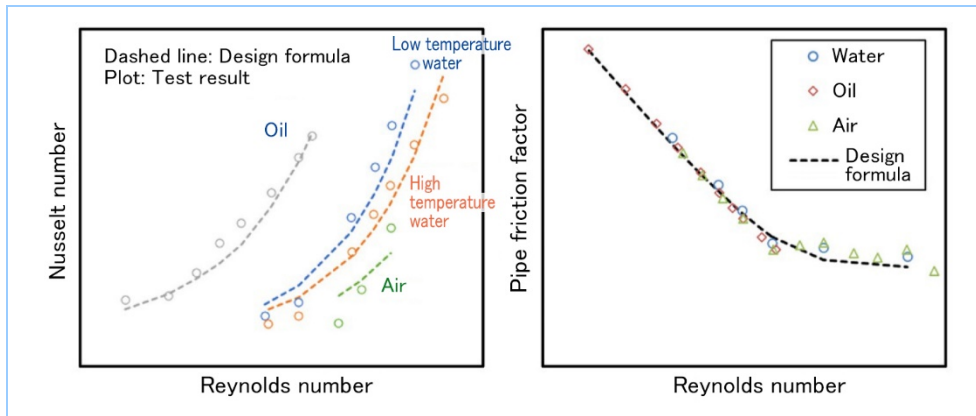 Dashed line: Design formula
Plot: Test result
Low temperature
water
Oil
High
temperature
water
Air
Nusselt number
Reynolds number
Water
Oil
Air
Design
formula
Pipe friction factor
Reynolds number